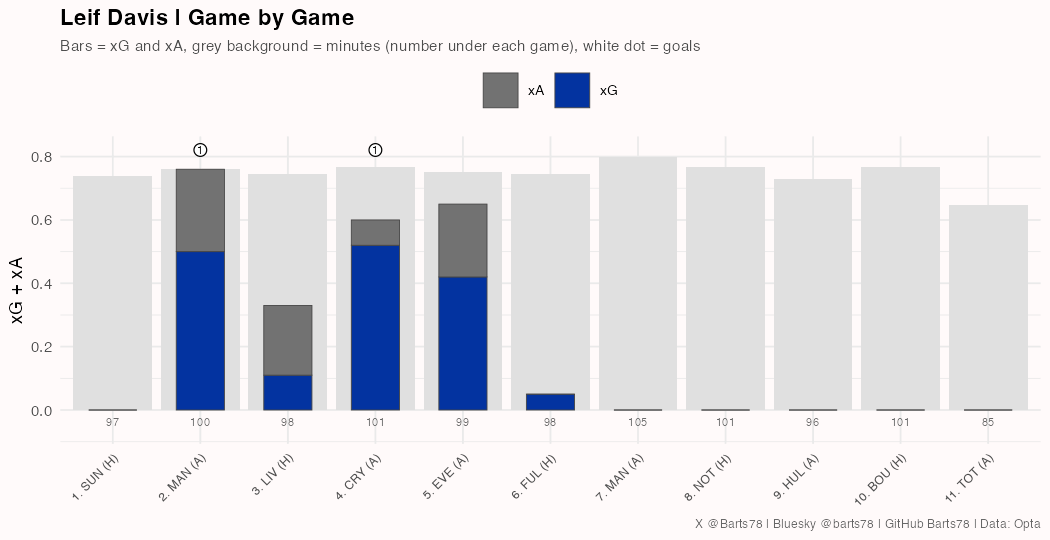 Leif Davis | Game by Game
Bars = xG and xA, grey background = minutes (number under each game), white dot = goals
xA xG
xG + xA
0.8
0.6
0.4
0.2
0.0
1 1
97 100 98 101 99 98 105 101 96 101 85
1. SUN (H) 2. MAN (A) 3. LIV (H) 4. CRY (A) 5. EVE (A) 6. FUL (H) 7. MAN (A) 8. NOT (H) 9. HUL (A) 10. BOU (H) 11. TOT (A)
X @Barts78 | Bluesky @barts78 | GitHub Barts78 | Data: Opta